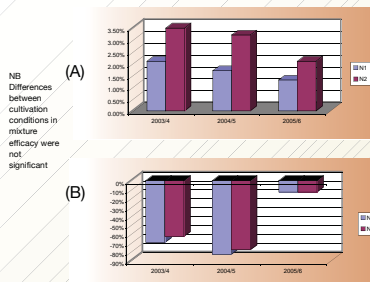 NB
Differences
between
cultivation
conditions in
mixture
efficacy were
not
significant
(A)
3.50%
3.00%
2.50%
2.00%
1.50%
1.00%
0.50%
0.00%
2003/4 2004/5 2005/6
N1
N2
(B)
0%
-10%
-20%
-30%
-40%
-50%
-60%
-70%
-80%
-90%
2003/4 2004/5 2005/6
N
N